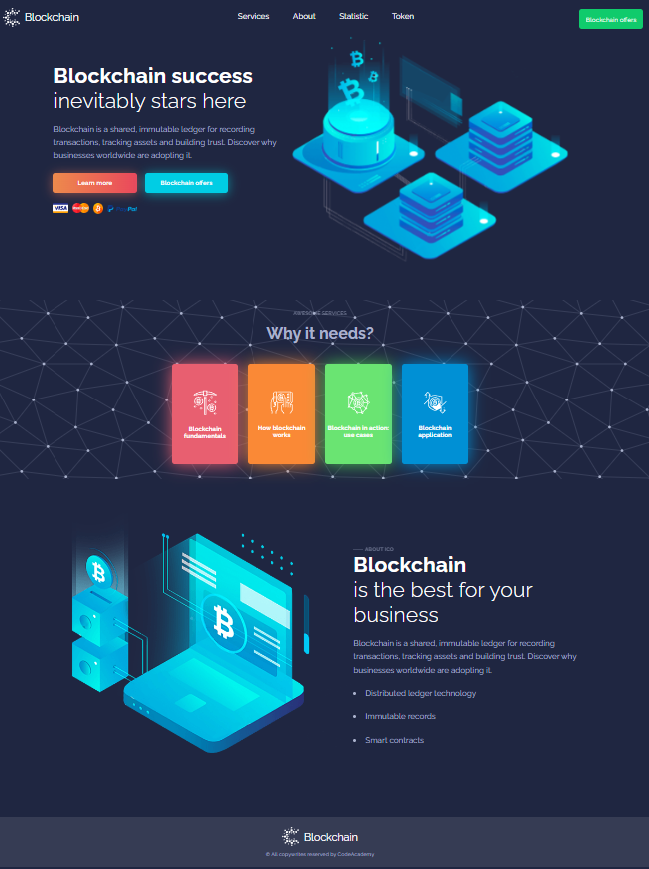 Blockchain
Services About Statistic Token
Blockchain offers
Blockchain success
inevitably stars here
Blockchain is a shared, immutable ledger for recording
transactions, tracking assets and building trust. Discover why
businesses worldwide are adopting it.
Learn more
Blockchain offers
VISA PayPal
AWESOME SERVICES
Why it needs?
Blockchain
fundamentals
How blockchain
works
Blockchain in action:
use cases
Blockchain
application
ABOUT ICO
Blockchain
is the best for your
business
Blockchain is a shared, immutable ledger for recording
transactions, tracking assets and building trust. Discover why
businesses worldwide are adopting it.
Distributed ledger technology
Immutable records
Smart contracts
Blockchain
© All copywrites reserved by CodeAcademy